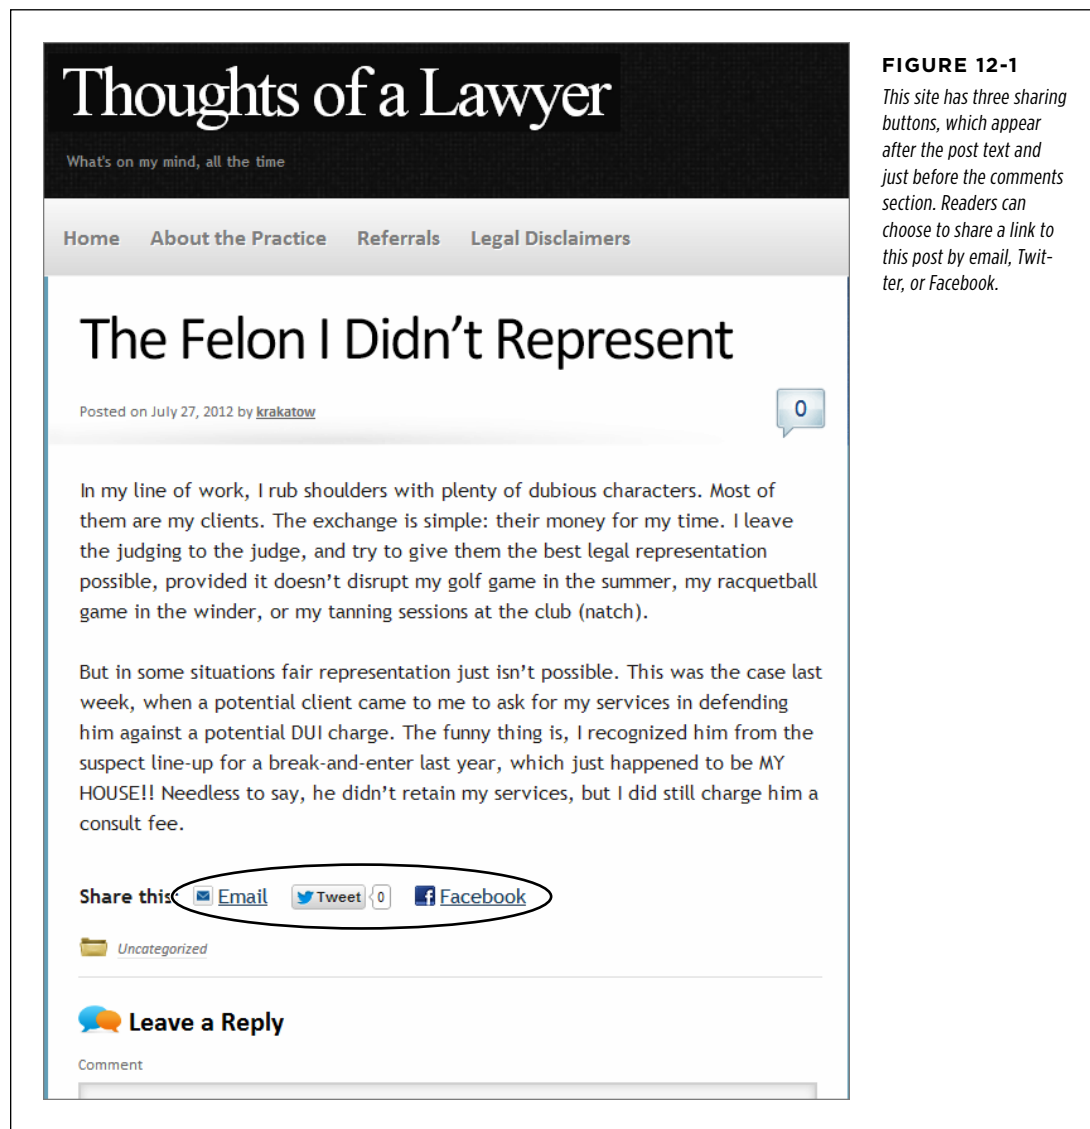 Thoughts of a Lawyer
What's on my mind, all the time
Home About the Practice Referrals Legal Disclaimers
The Felon I Didn't Represent
Posted on July 27, 2012 by krakatow
0
In my line of work, I rub shoulders with plenty of dubious characters. Most of
them are my clients. The exchange is simple: their money for my time. I leave
the judging to the judge, and try to give them the best legal representation
possible, provided it doesn't disrupt my golf game in the summer, my racquetball
game in the winder, or my tanning sessions at the club (natch).
But in some situations fair representation just isn't possible. This was the case last
week, when a potential client came to me to ask for my services in defending
him against a potential DUI charge. The funny thing is, I recognized him from the
suspect line-up for a break-and-enter last year, which just happened to be MY
HOUSE!! Needless to say, he didn't retain my services, but I did still charge him a
consult fee.
Share this: Email Tweet 0 Facebook
Uncategorized
Leave a Reply
Comment
FIGURE 12-1
This site has three sharing
buttons, which appear
after the post text and
just before the comments
section. Readers can
choose to share a link to
this post by email, Twit-
ter, or Facebook.